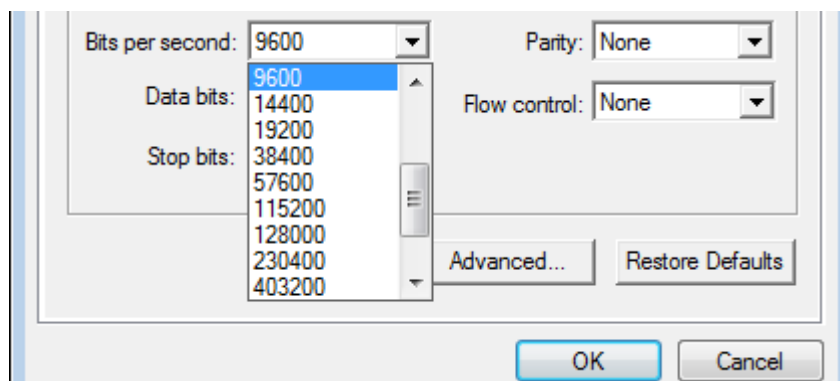 Bits per second: 9600 Parity: None
9600
Data bits: 14400 Flow control: None
19200
Stop bits: 38400
57600
115200
128000
230400 Advanced... Restore Defaults
403200
OK Cancel